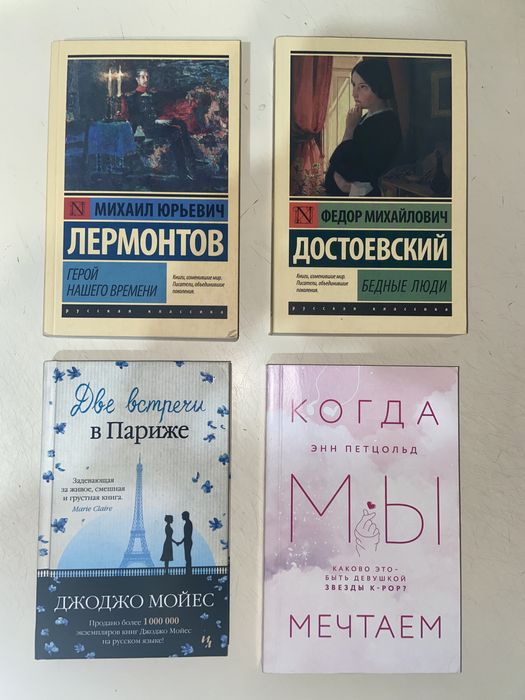 N
МИХАИЛ ЮРЬЕВИЧ
ЛЕРМОНТОВ
ГЕРОЙ
НАШЕГО ВРЕМЕНИ
Книги, изменившие мир.
Писатели, объединившие
поколения.
русская классика
N
ФЕДОР МИХАЙЛОВИЧ
ДОСТОЕВСКИЙ
Книги, изменившие мир.
Писатели, объединившие
поколения.
БЕДНЫЕ ЛЮДИ
русская классика
Две встречи
в Париже
Задевающая
за живое, смешная
и грустная книга.
Marie Claire
ДЖОДЖО МОЙЕС
Продано более 1 000 000
экземпляров книг Джоджо Мойес
на русском языке!
КОГДА
ЭНН ПЕТЦОЛЬД
МЫ
КАКОВО ЭТО-
БЫТЬ ДЕВУШКОЙ
ЗВЕЗДЫ K-POP?
МЕЧТАЕМ